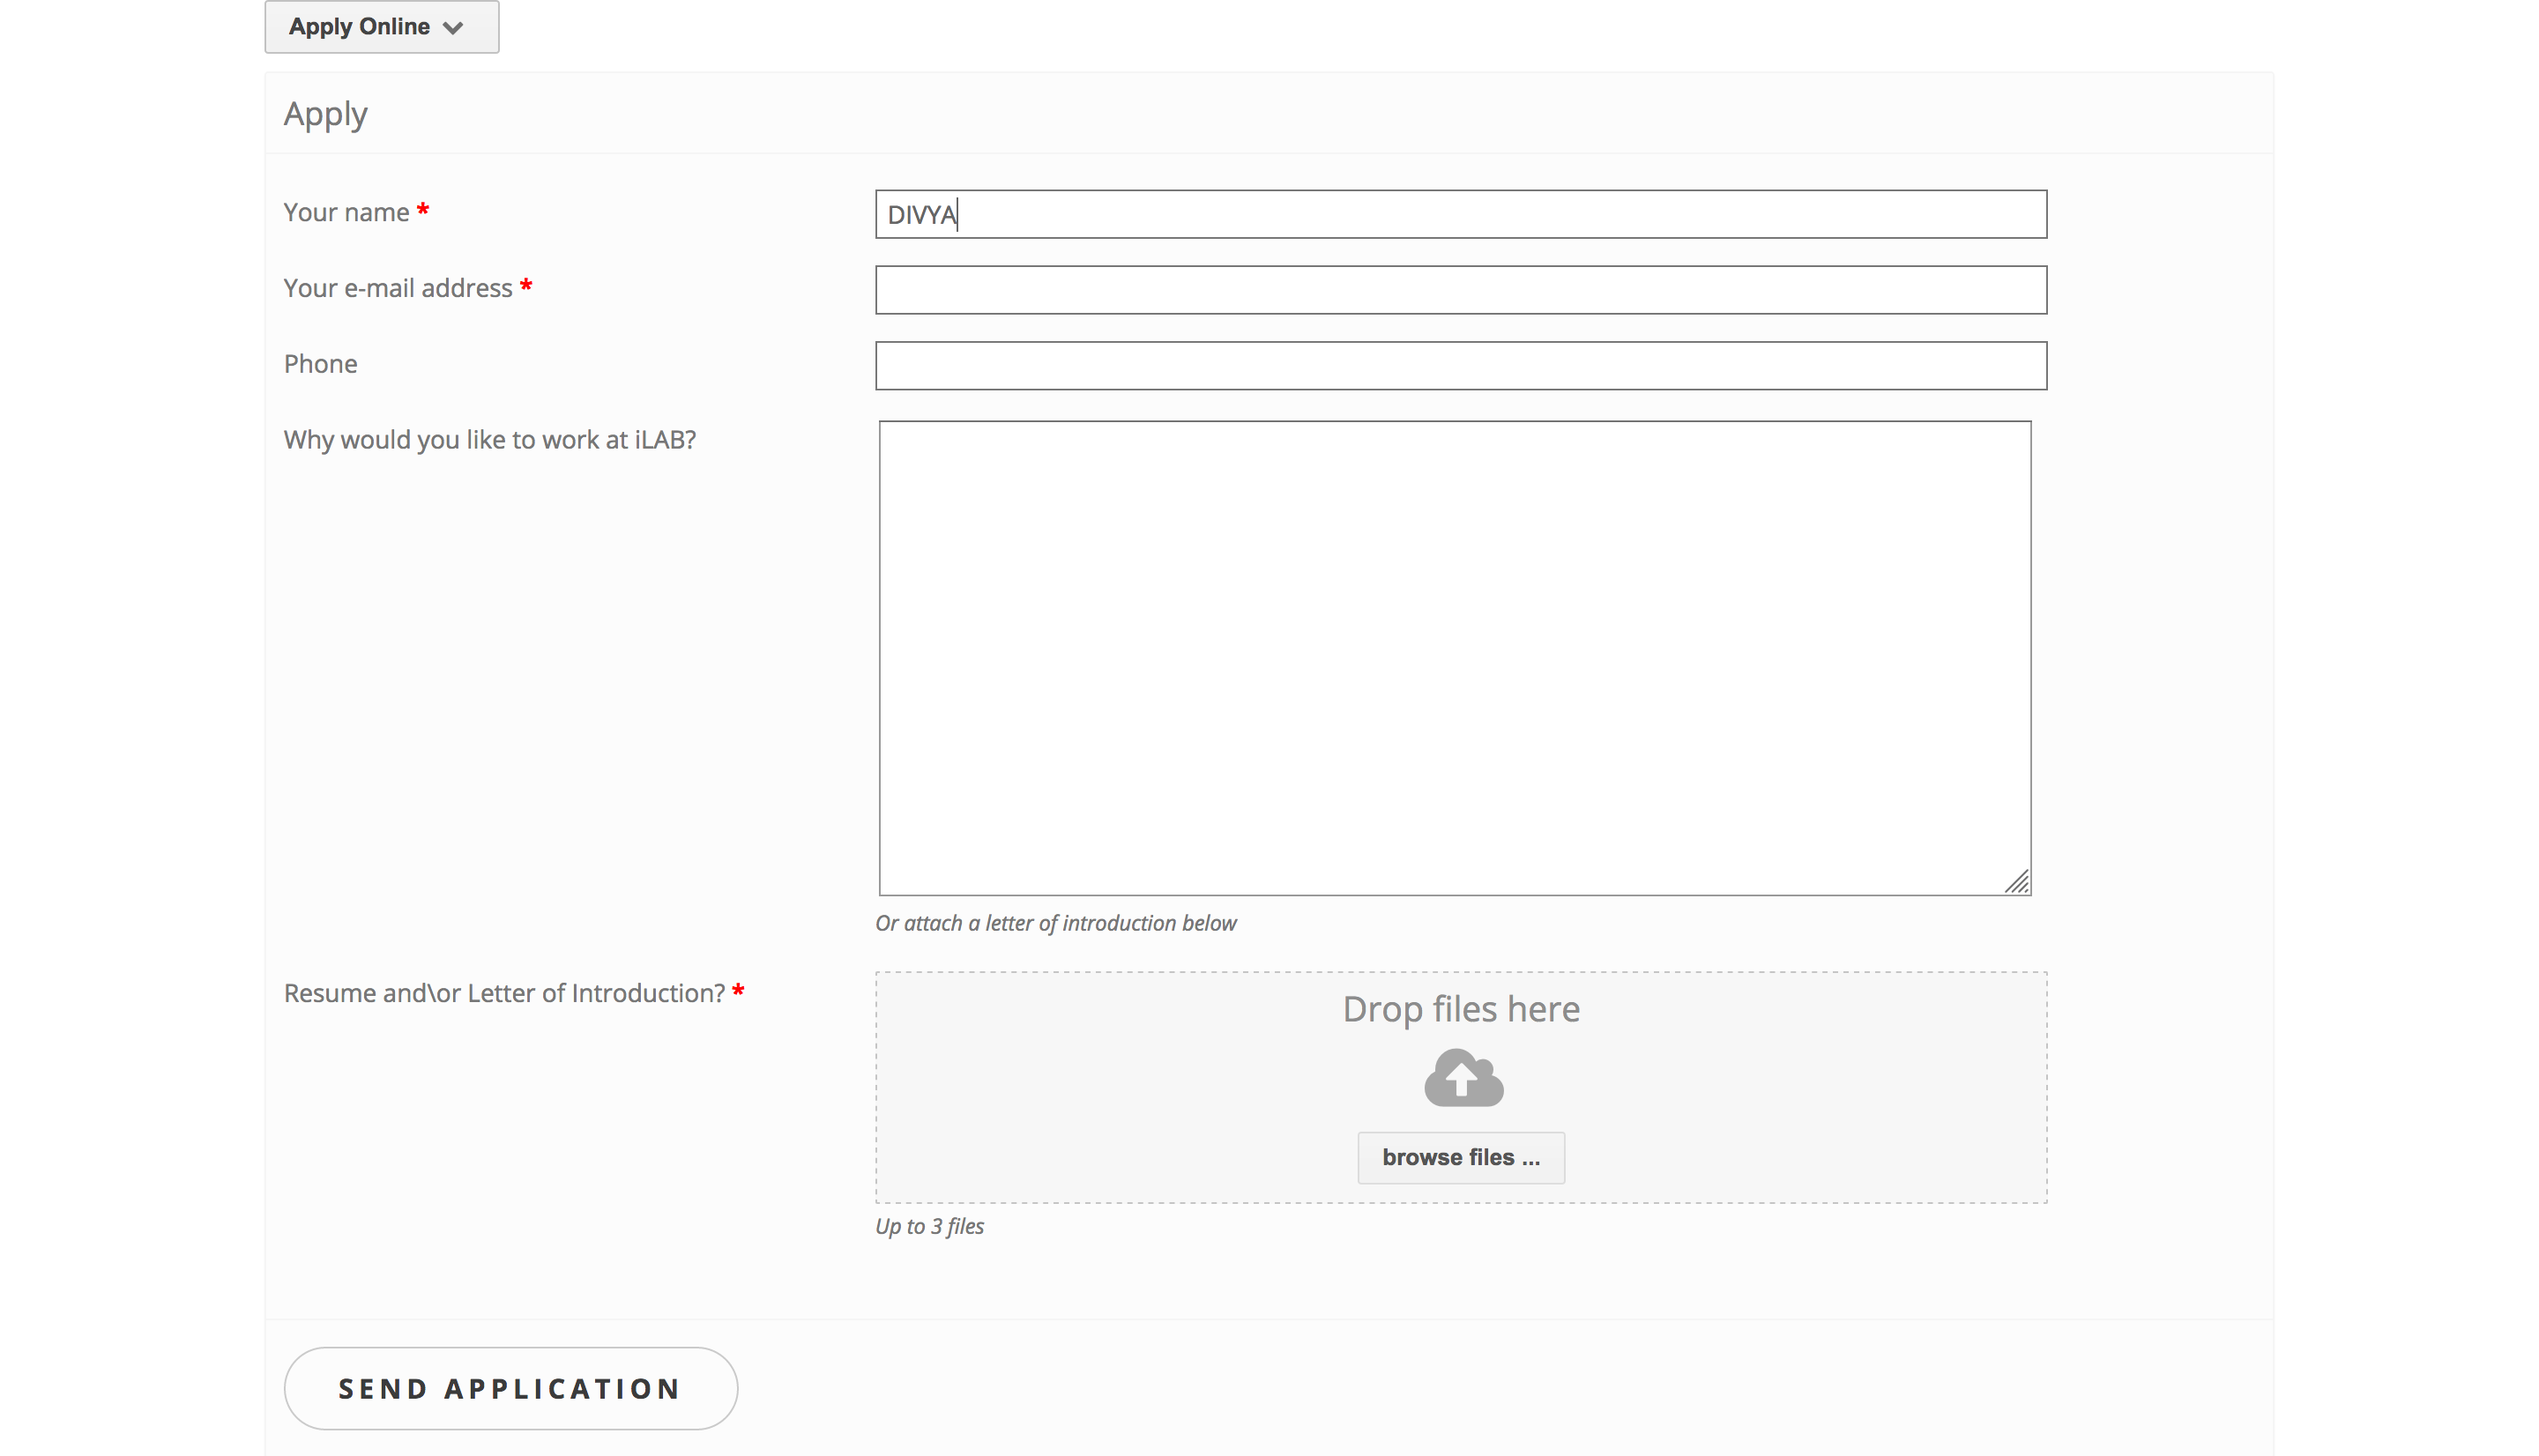 Apply Online
Apply
Your name *
DIVYA
Your e-mail address *
Phone
Why would you like to work at iLAB?
Or attach a letter of introduction below
Resume and\or Letter of Introduction? *
Drop files here
browse files ...
Up to 3 files
SEND APPLICATION